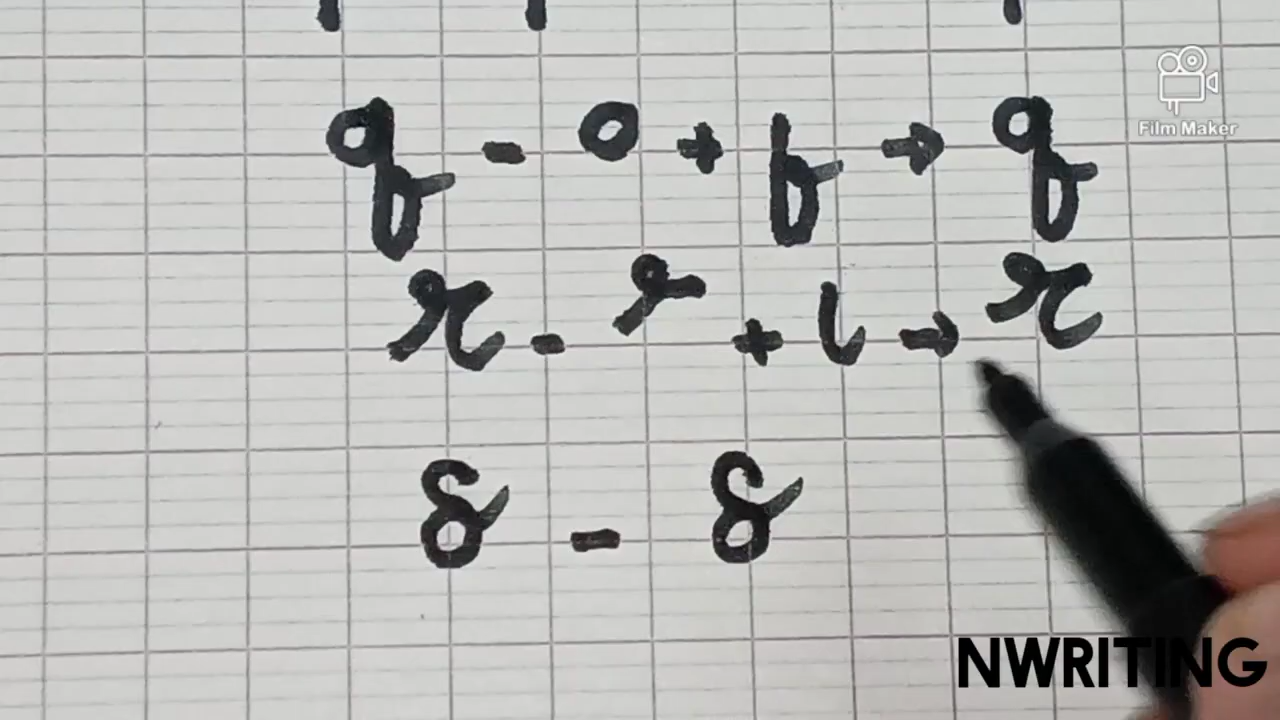 Film Maker
q - o + f → q
r - r + ι → r
s - s
NWRITING